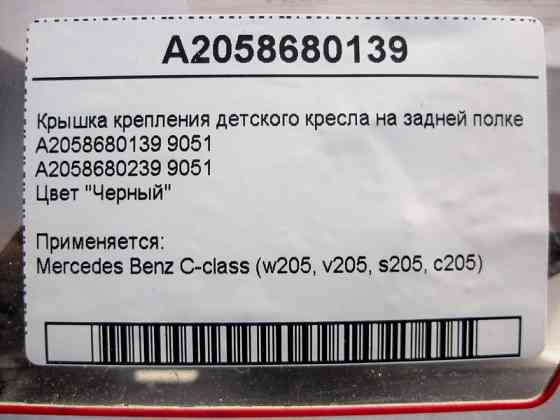 A2058680139
Крышка крепления детского кресла на задней полке
A2058680139 9051
A2058680239 9051
Цвет "Черный"
Применяется:
Mercedes Benz C-class (w205, v205, s205, c205)